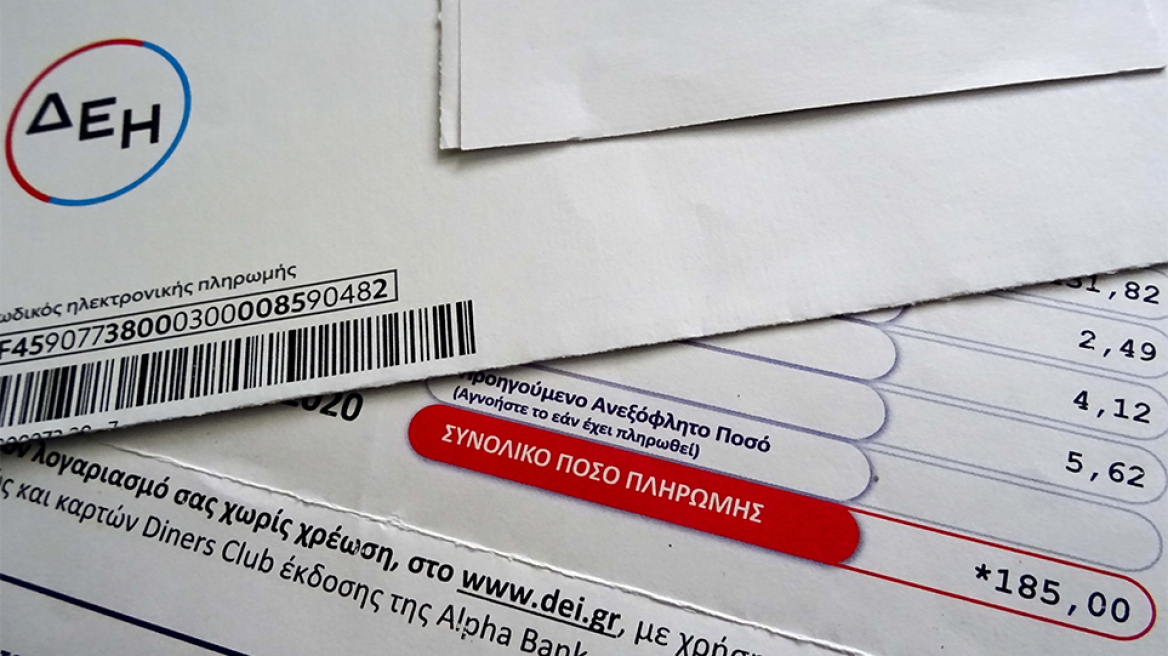 ΔΕΗ
ηλεκτρονικής πληρωμής
F45907738000300008590482
31,82
2,49
4,12
5,62
2020
Προηγούμενο Ανεξόφλητο Ποσό
(Αγνοήστε το εάν έχει πληρωθεί)
ΣΥΝΟΛΙΚΟ ΠΟΣΟ ΠΛΗΡΩΜΗΣ
*185,00
λογαριασμό σας χωρίς χρέωση, στο www.dei.gr, με
και καρτών Diners Club έκδοσης της Alpha Bank